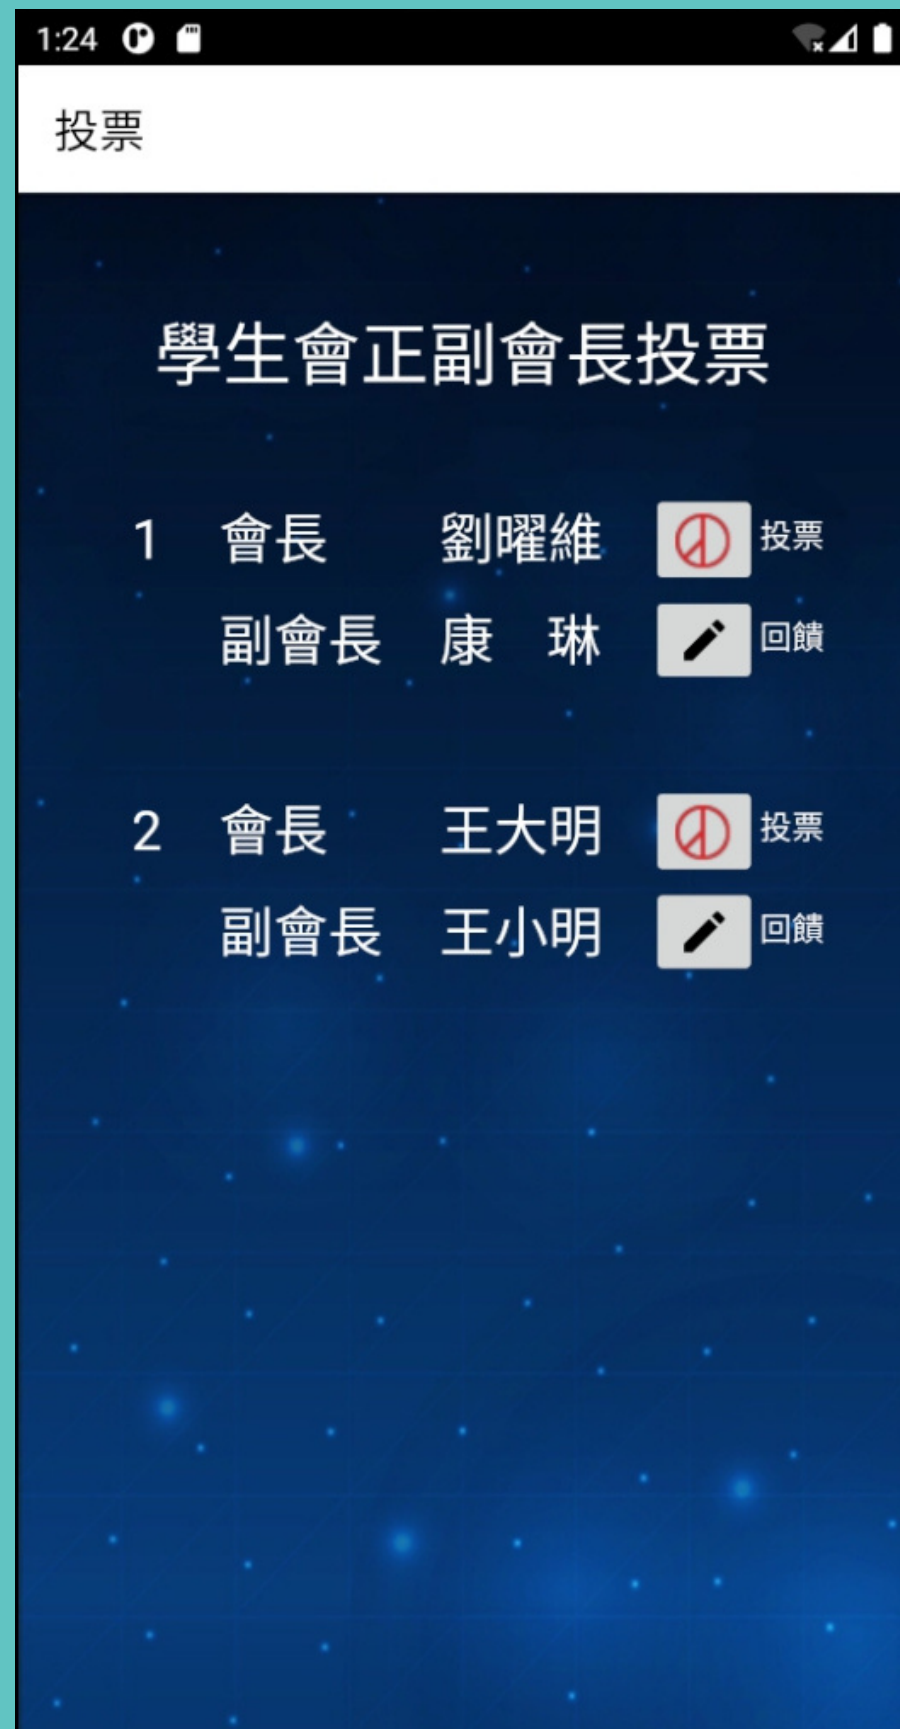 1:24
投票
學生會正副會長投票
1 會長 劉曜維 投票
副會長 康 琳 回饋
2 會長 王大明 投票
副會長 王小明 回饋